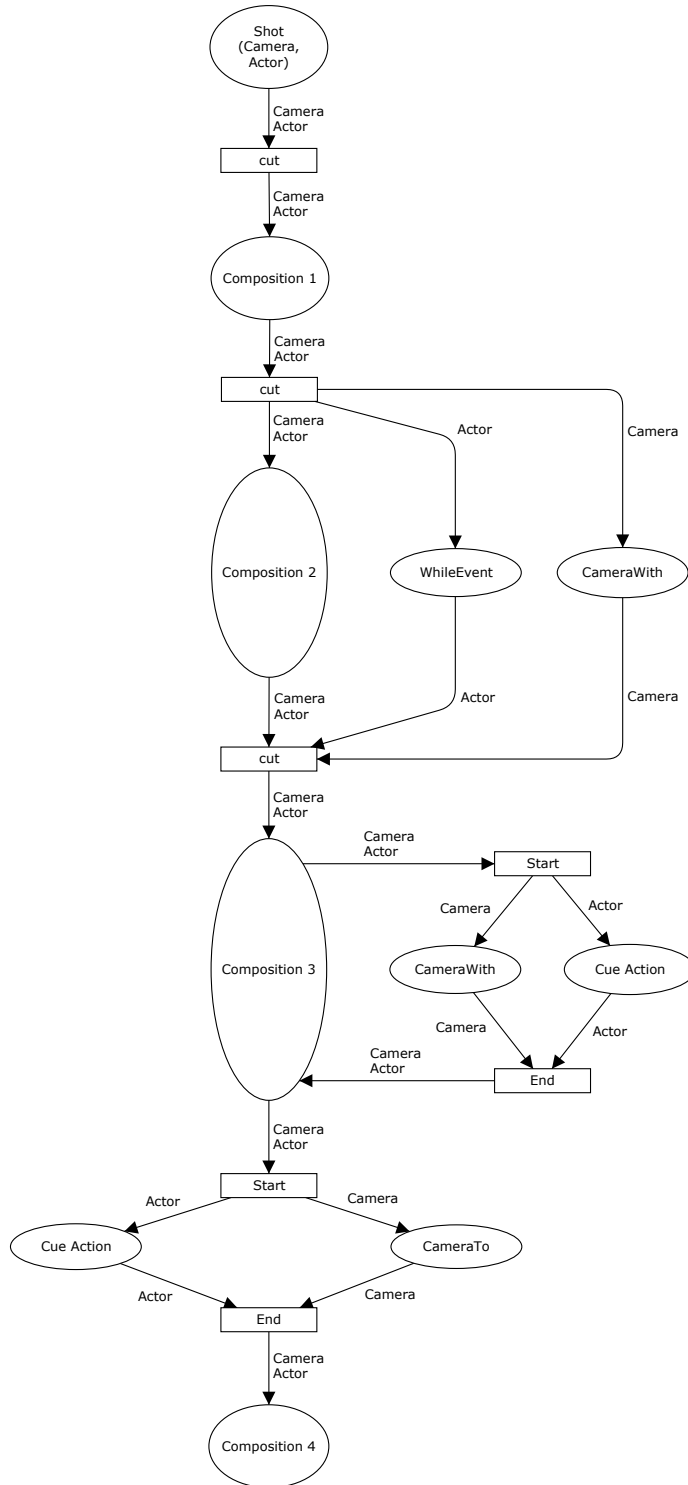 Shot
(Camera,
Actor)
Camera
Actor
cut
Camera
Actor
Composition 1
Camera
Actor
cut
Camera
Actor
Actor
Camera
Composition 2
WhileEvent
CameraWith
Camera
Actor
Actor
Camera
cut
Camera
Actor
Camera
Actor
Start
Camera
Actor
Composition 3
CameraWith
Cue Action
Camera
Actor
Camera
Actor
End
Camera
Actor
Start
Actor
Camera
Cue Action
CameraTo
Actor
Camera
End
Camera
Actor
Composition 4